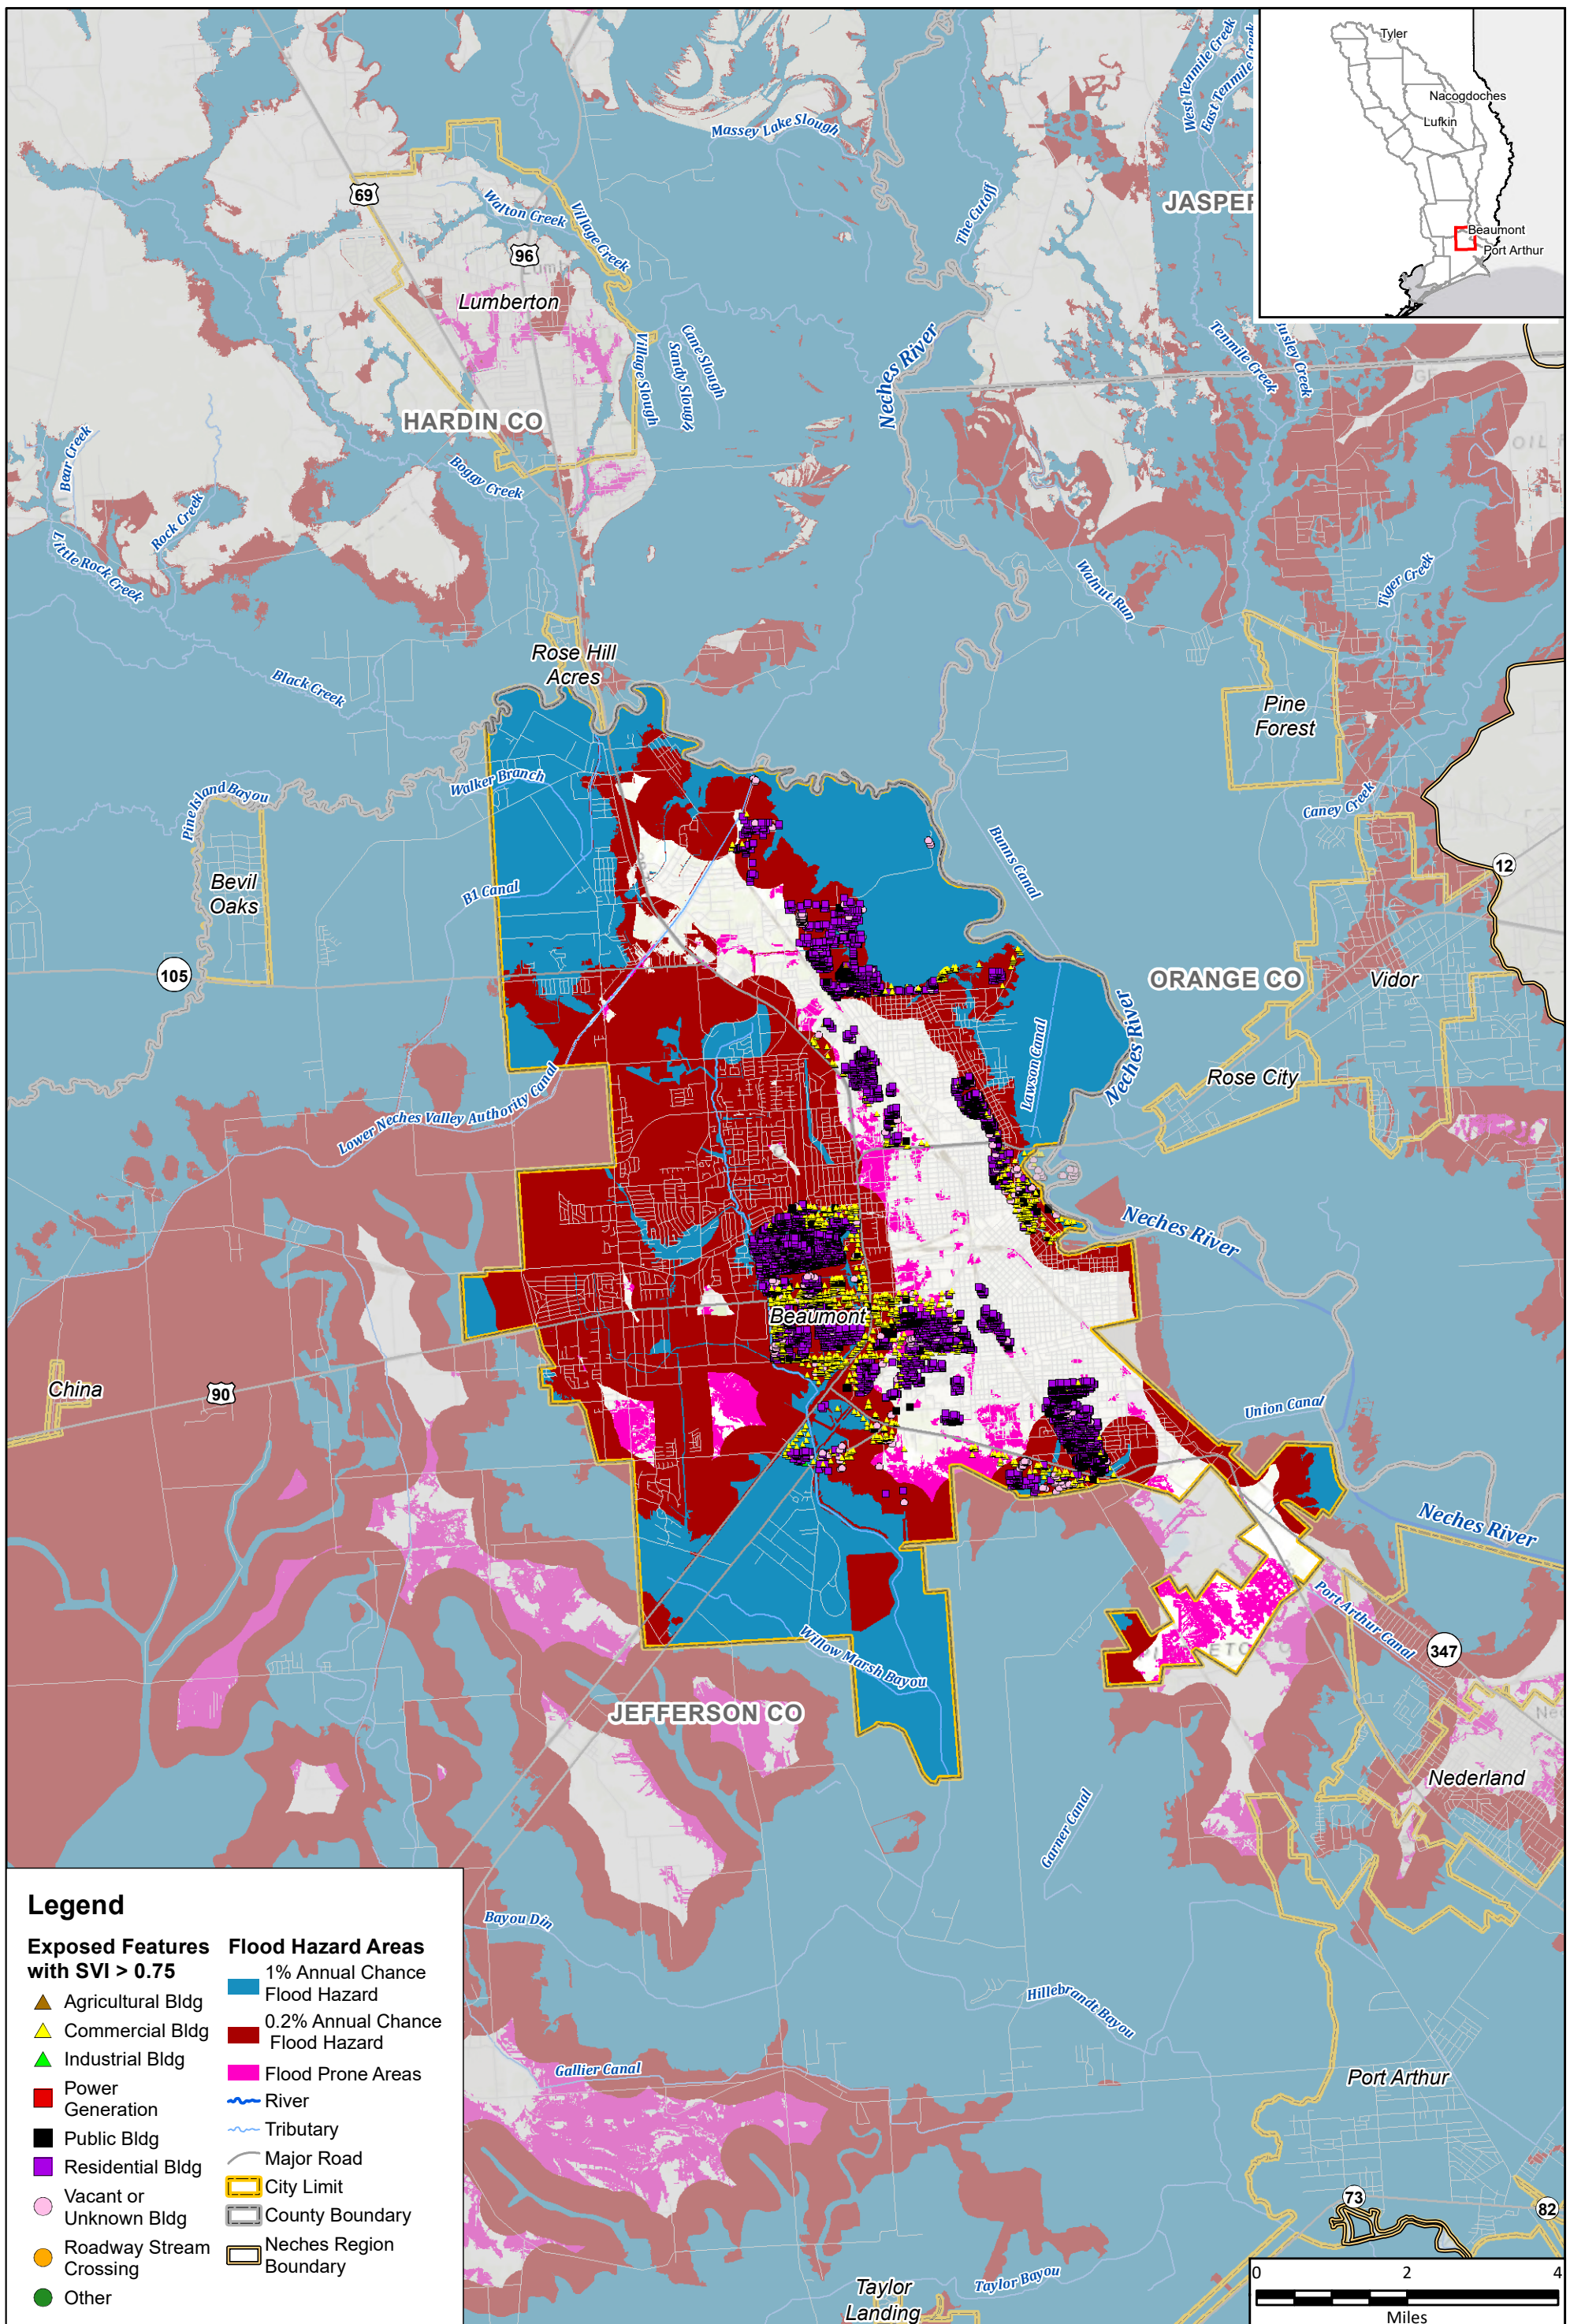 Tyler
Nacogdoches
Lufkin
Beaumont
Port Arthur
West Tenmile Creek
East Tenmile Creek
Massey Lake Slough
69
Walton Creek
Village Creek
The Cutoff
JASPER
96
Lumberton
Neches River
Village Slough
Cane Slough
Sandy Slough
Tenmile Creek
HARDIN CO
Bear Creek
Boggy Creek
Rock Creek
Little Rock Creek
Walnut Run
Tiger Creek
Rose Hill
Acres
Black Creek
Pine
Forest
Walker Branch
Pine Island Bayou
Caney Creek
Bunns Canal
12
Bevil
Oaks
B1 Canal
105
ORANGE CO
Vidor
Neches River
Lawson Canal
Rose City
Lower Neches Valley Authority Canal
Neches River
Beaumont
China
90
Union Canal
Neches River
Port Arthur Canal
347
Willow Marsh Bayou
JEFFERSON CO
Nederland
Garner Canal
Bayou Din
Hillebrandt Bayou
Gallier Canal
Port Arthur
73
82
Taylor
Landing
Taylor Bayou
Legend
Exposed Features
with SVI > 0.75
Agricultural Bldg
Commercial Bldg
Industrial Bldg
Power
Generation
Public Bldg
Residential Bldg
Vacant or
Unknown Bldg
Roadway Stream
Crossing
Other
Flood Hazard Areas
1% Annual Chance
Flood Hazard
0.2% Annual Chance
Flood Hazard
Flood Prone Areas
River
Tributary
Major Road
City Limit
County Boundary
Neches Region
Boundary
0 2 4
Miles